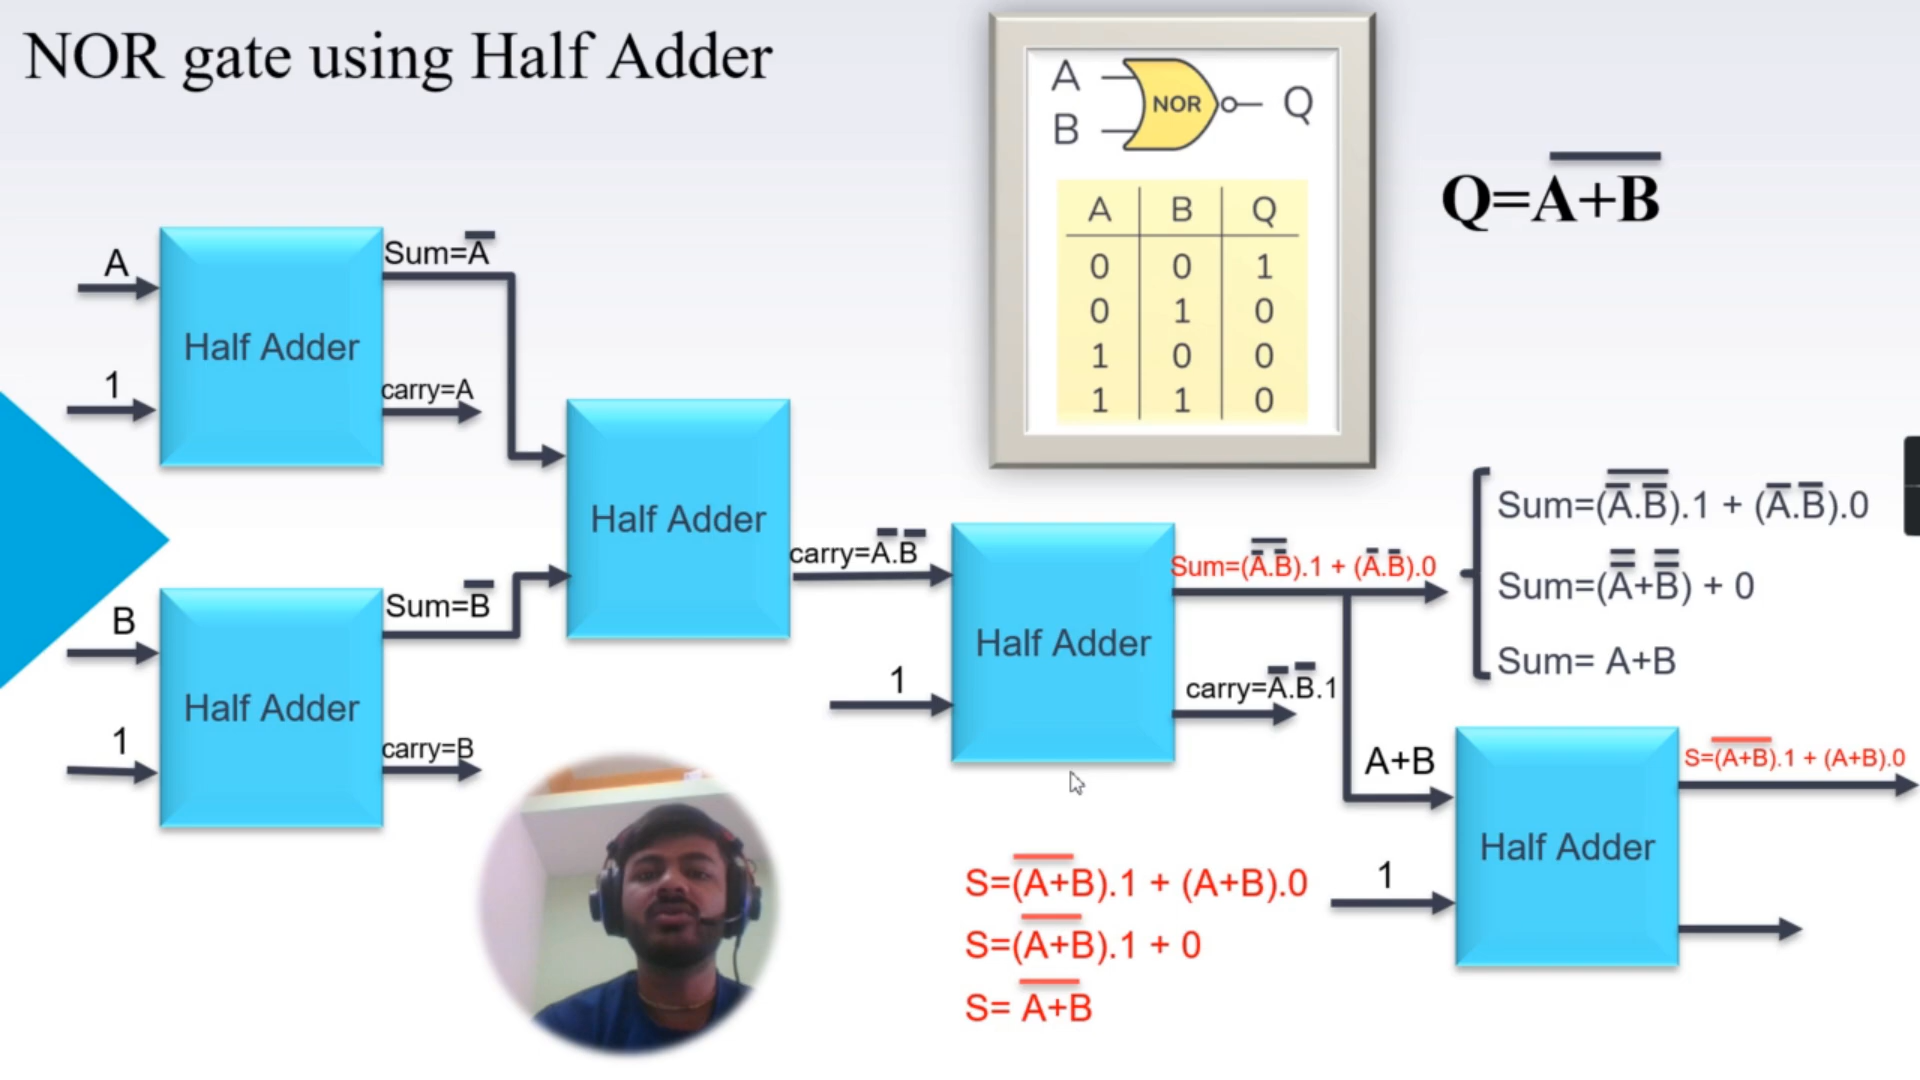 NOR gate using Half Adder
A
B
NOR
Q
A B Q
0 0 1
0 1 0
1 0 0
1 1 0
Q=A̅+̅B̅
A
1
Half Adder
Sum=A̅
carry=A
B
1
Half Adder
Sum=B̅
carry=B
Half Adder
carry=A̅.B̅
1
Half Adder
Sum=(A̿.̅B̿).1 + (A̅.B̅).0
carry=A̅.B̅.1
Sum=(A̿.̅B̿).1 + (A̅.B̅).0
Sum=(A̿+B̿) + 0
Sum= A+B
A+B
1
Half Adder
S=(A̅+̅B̅).1 + (A+B).0
S=(A̅+̅B̅).1 + (A+B).0
S=(A̅+̅B̅).1 + 0
S= A̅+̅B̅